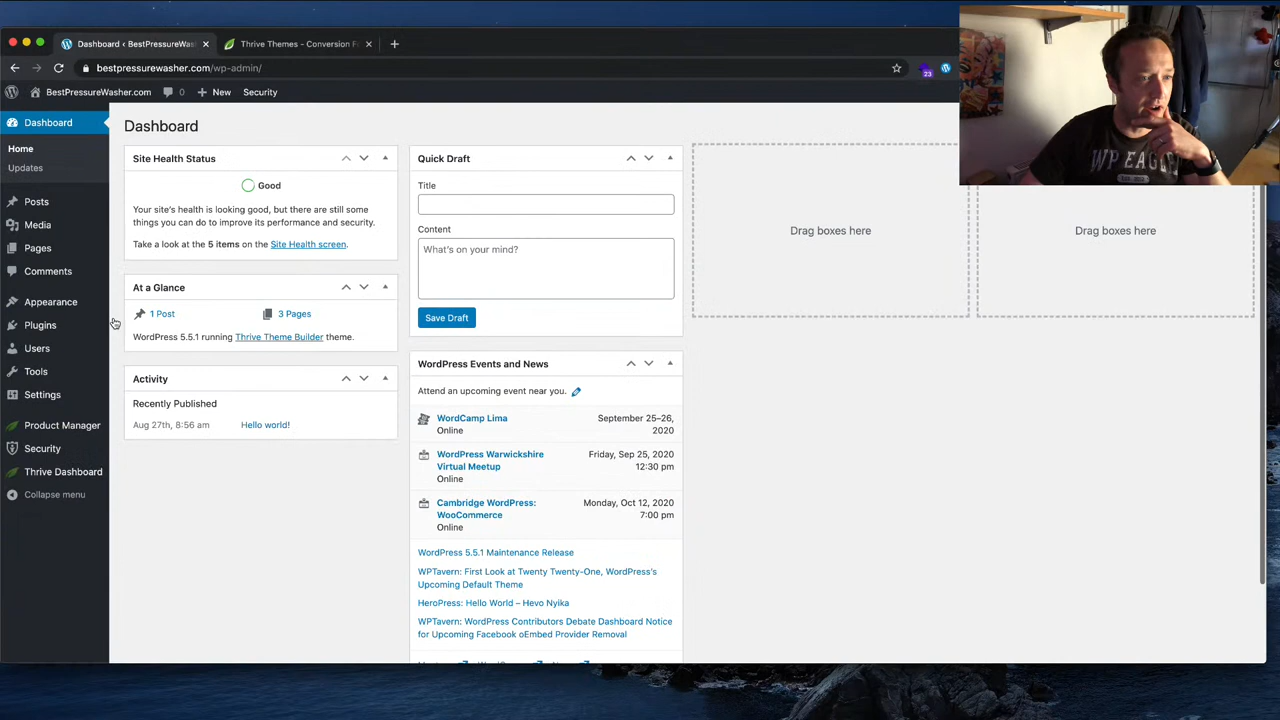 Dashboard < BestPressureWas
Thrive Themes - Conversion F
bestpressurewasher.com/wp-admin/
23
BestPressureWasher.com
0
New
Security
Dashboard
Home
Updates
Posts
Media
Pages
Comments
Appearance
Plugins
Users
Tools
Settings
Product Manager
Security
Thrive Dashboard
Collapse menu
Dashboard
Site Health Status
Good
Your site's health is looking good, but there are still some
things you can do to improve its performance and security.
Take a look at the 5 items on the Site Health screen.
At a Glance
1 Post
3 Pages
WordPress 5.5.1 running Thrive Theme Builder theme.
Activity
Recently Published
Aug 27th, 8:56 am
Hello world!
Quick Draft
Title
Content
What's on your mind?
Save Draft
WordPress Events and News
Attend an upcoming event near you.
WordCamp Lima
Online
September 25–26,
2020
WordPress Warwickshire
Virtual Meetup
Online
Friday, Sep 25, 2020
12:30 pm
Cambridge WordPress:
WooCommerce
Online
Monday, Oct 12, 2020
7:00 pm
WordPress 5.5.1 Maintenance Release
WPTavern: First Look at Twenty Twenty-One, WordPress's
Upcoming Default Theme
HeroPress: Hello World – Hevo Nyika
WPTavern: WordPress Contributors Debate Dashboard Notice
for Upcoming Facebook oEmbed Provider Removal
Drag boxes here
Drag boxes here
WP EAGLE